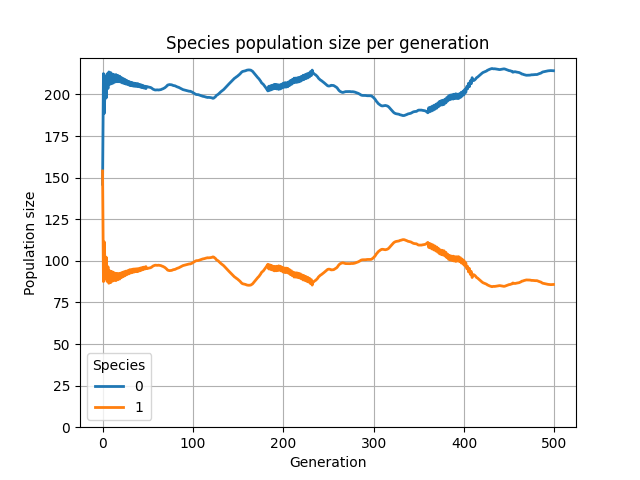 Species population size per generation
Population size
200
175
150
125
100
75
50
25
0
Species
0
1
0 100 200 300 400 500
Generation